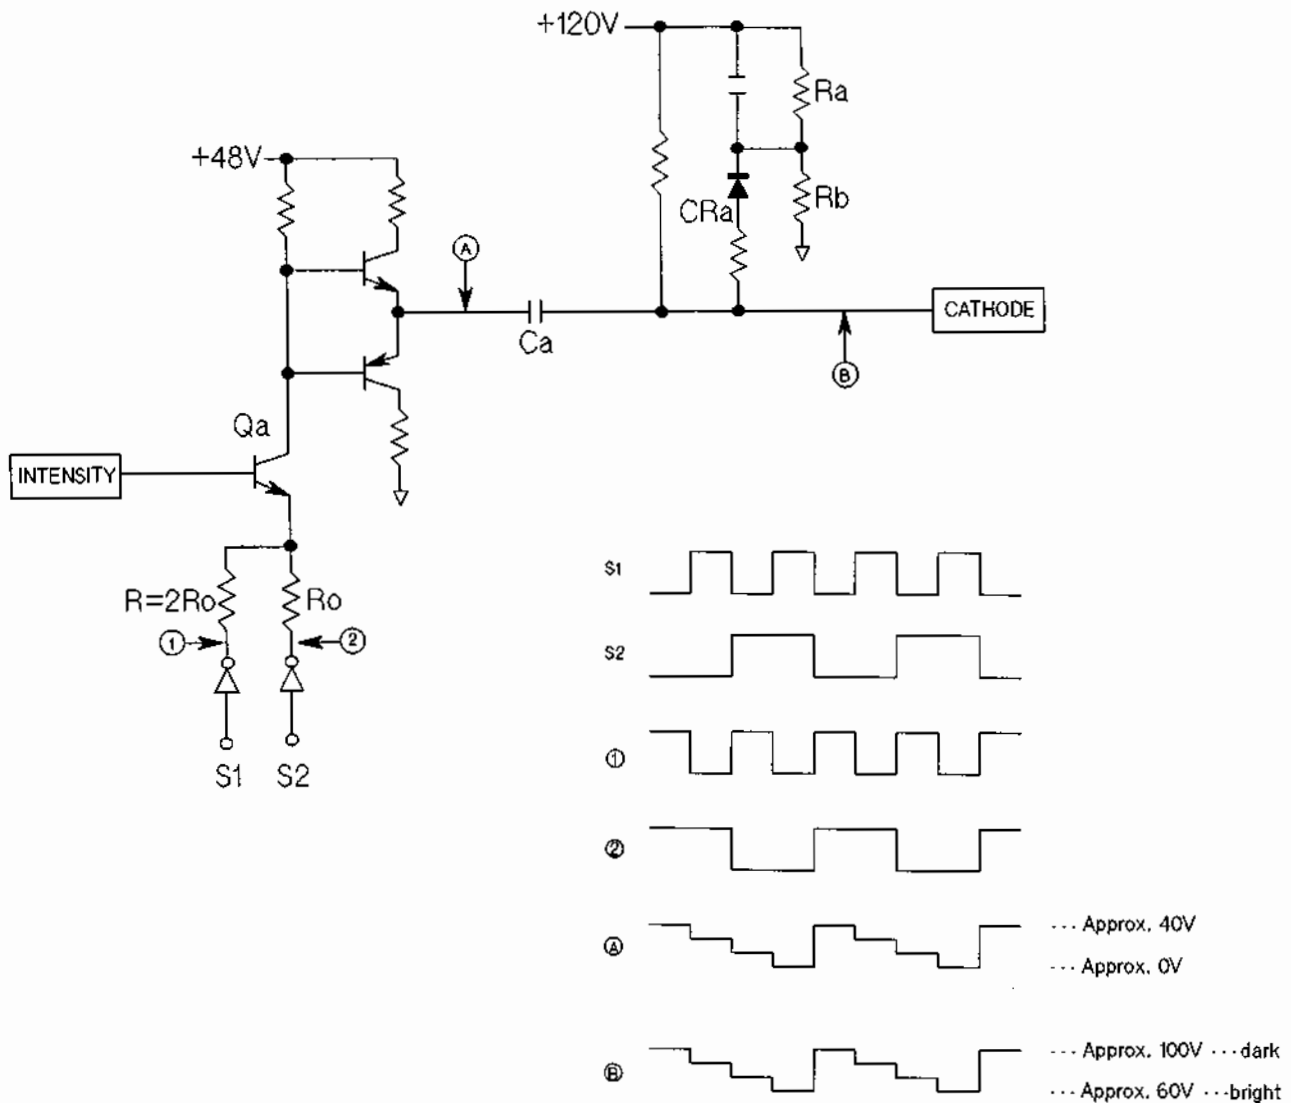 +120V
Ra
+48V
CRa
Rb
A
CATHODE
Ca
B
Qa
INTENSITY
R=2Ro
Ro
1
2
S1
S2
S1
S2
1
2
A
··· Approx. 40V
··· Approx. 0V
B
··· Approx. 100V ··· dark
··· Approx. 60V ··· bright